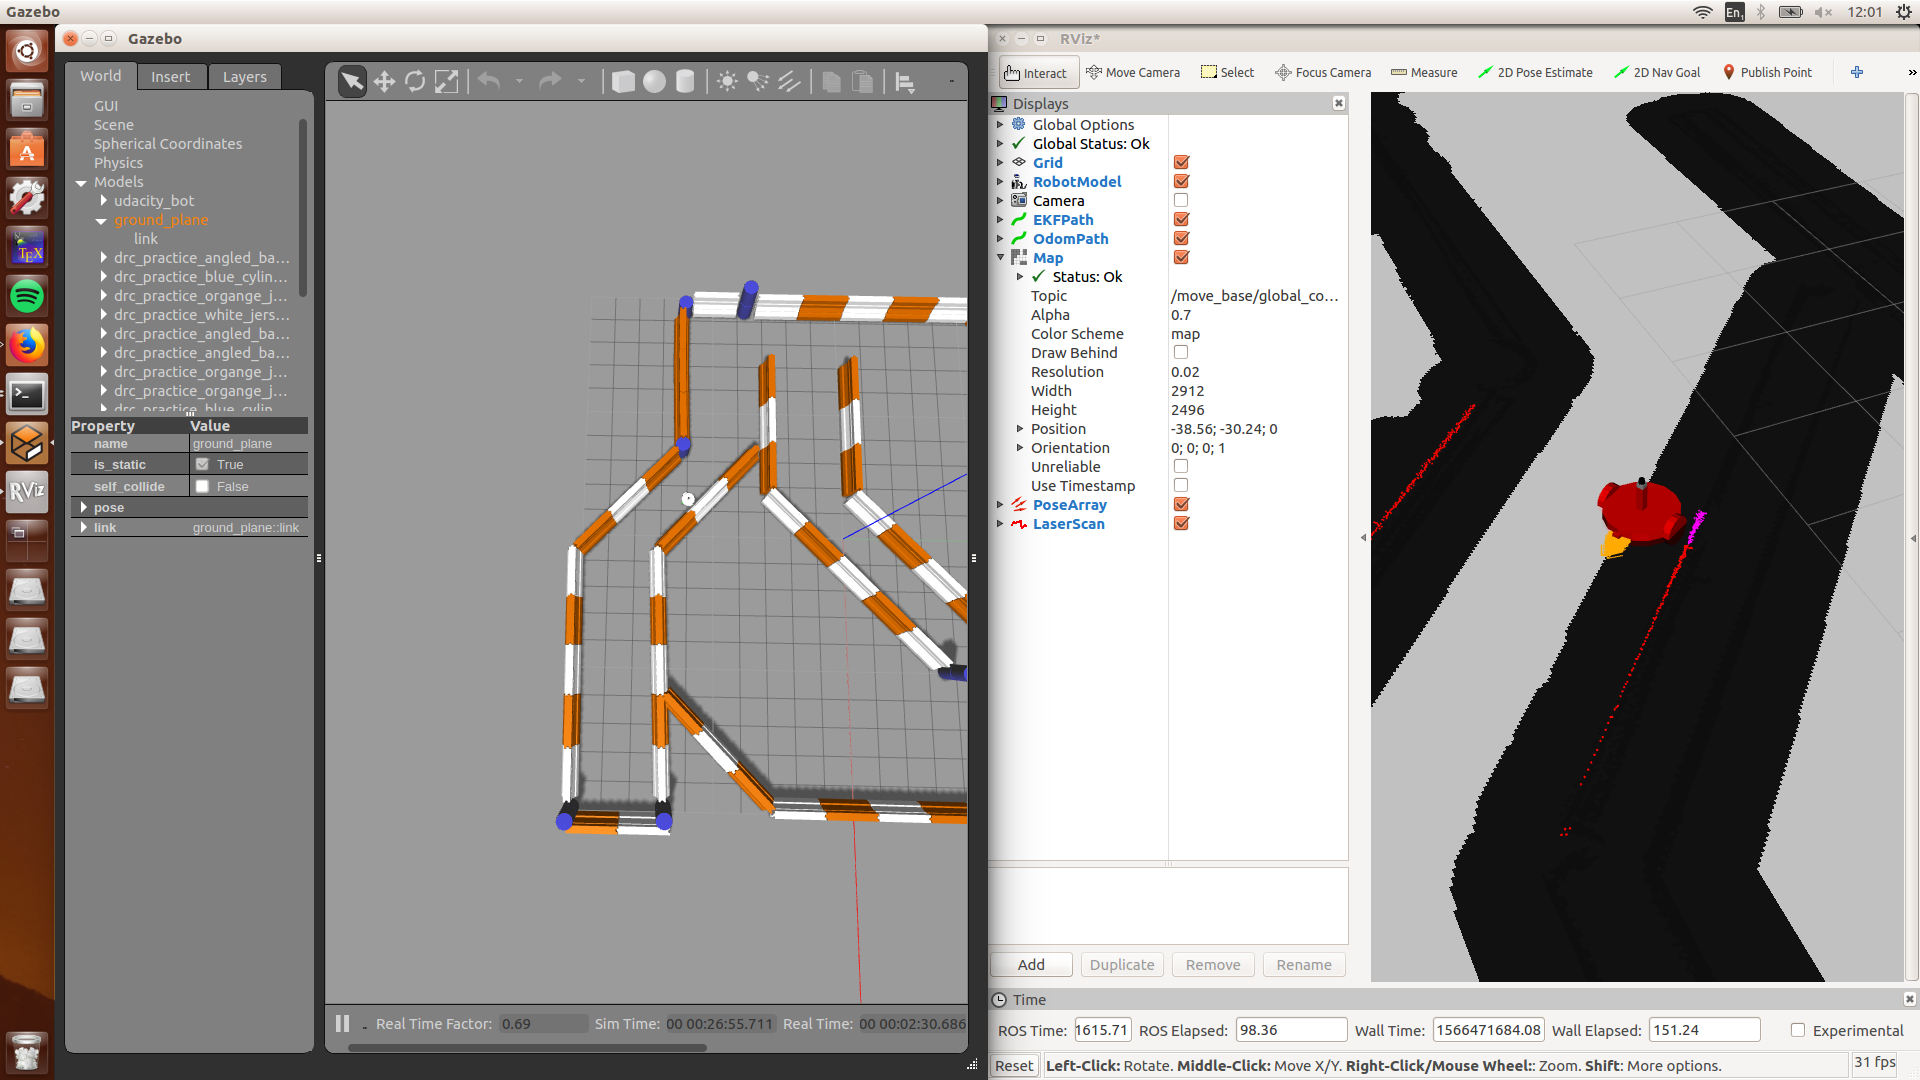 Gazebo
En1
12:01
Gazebo
World
Insert
Layers
GUI
Scene
Spherical Coordinates
Physics
Models
udacity_bot
ground_plane
link
drc_practice_angled_ba...
drc_practice_blue_cylin...
drc_practice_organge_j...
drc_practice_white_jers...
drc_practice_angled_ba...
drc_practice_angled_ba...
drc_practice_organge_j...
drc_practice_organge_j...
drc_practice_blue_cylin...
Property Value
name ground_plane
is_static True
self_collide False
pose
link ground_plane::link
TEX
RViz
Real Time Factor: 0.69 Sim Time: 00 00:26:55.711 Real Time: 00 00:02:30.686
RViz*
Interact Move Camera Select Focus Camera Measure 2D Pose Estimate 2D Nav Goal Publish Point
Displays
Global Options
Global Status: Ok
Grid
RobotModel
Camera
EKFPath
OdomPath
Map
Status: Ok
Topic /move_base/global_co...
Alpha 0.7
Color Scheme map
Draw Behind
Resolution 0.02
Width 2912
Height 2496
Position -38.56; -30.24; 0
Orientation 0; 0; 0; 1
Unreliable
Use Timestamp
PoseArray
LaserScan
Add Duplicate Remove Rename
Time
ROS Time: 1615.71 ROS Elapsed: 98.36 Wall Time: 1566471684.08 Wall Elapsed: 151.24 Experimental
Reset Left-Click: Rotate. Middle-Click: Move X/Y. Right-Click/Mouse Wheel:: Zoom. Shift: More options. 31 fps